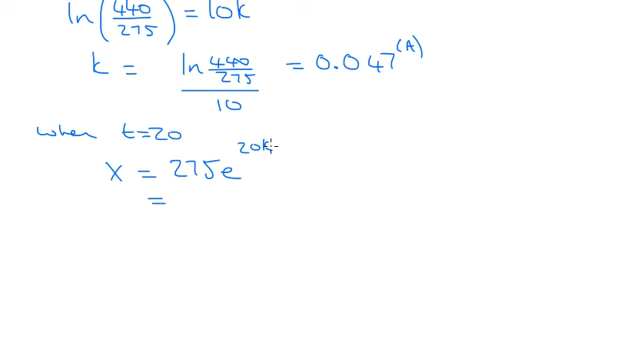 ln(440/275) = 10k
k = ln 440/275 / 10 = 0.047 (A)
when t=20
x = 275e^20k
=